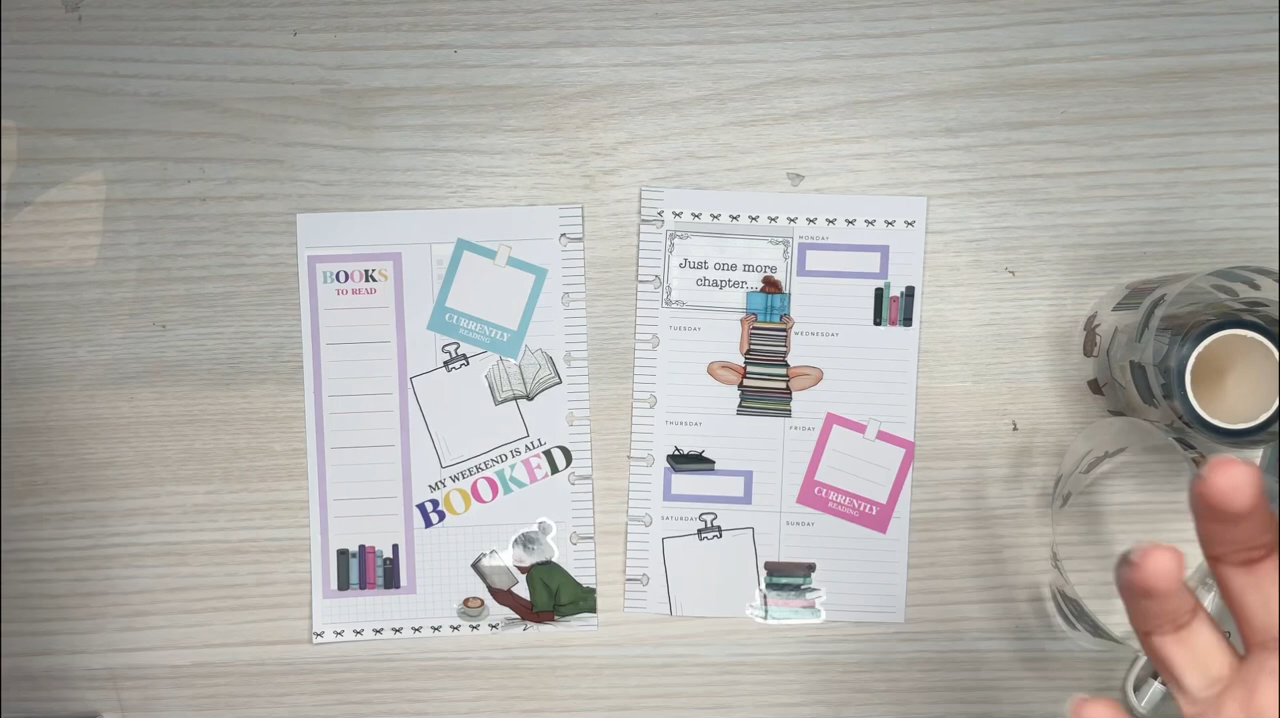 BOOKS
TO READ
CURRENTLY
READING
MY WEEKEND IS ALL
BOOKED
Just one more
chapter...
MONDAY
TUESDAY
WEDNESDAY
THURSDAY
FRIDAY
CURRENTLY
READING
SATURDAY
SUNDAY